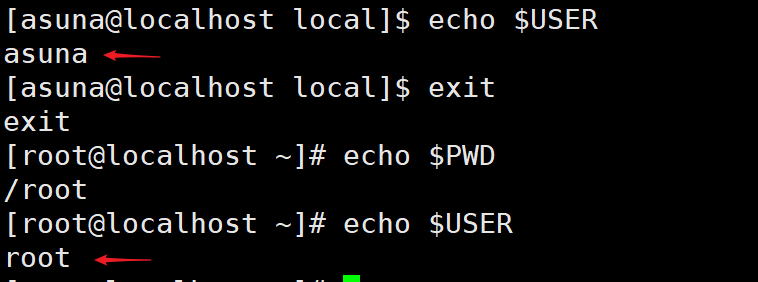 [asuna@localhost local]$ echo $USER
asuna
[asuna@localhost local]$ exit
exit
[root@localhost ~]# echo $PWD
/root
[root@localhost ~]# echo $USER
root